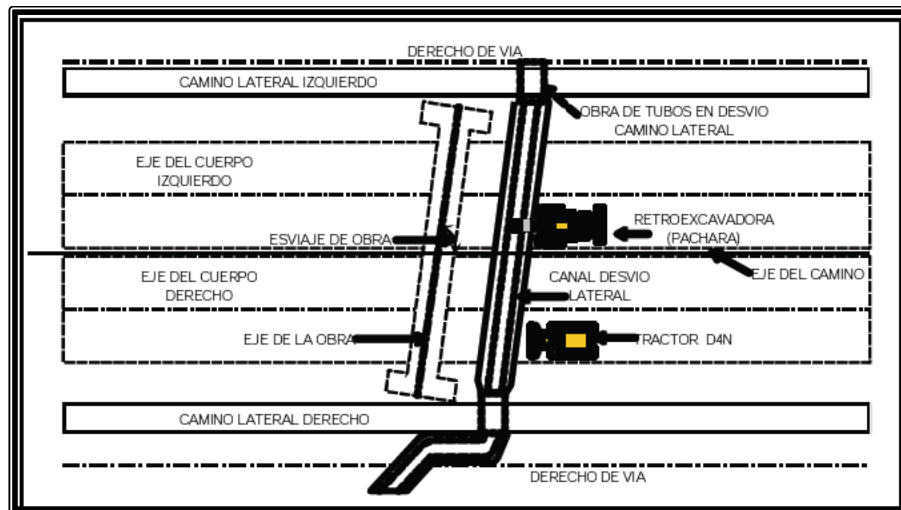 DERECHO DE VIA
CAMINO LATERAL IZQUIERDO
OBRA DE TUBOS EN DESVIO
CAMINO LATERAL
EJE DEL CUERPO
IZQUIERDO
RETROEXCAVADORA
(PACHARA)
ESVIAJE DE OBRA
EJE DEL CAMINO
EJE DEL CUERPO
DERECHO
CANAL DESVIO
LATERAL
EJE DE LA OBRA
TRACTOR D4N
CAMINO LATERAL DERECHO
DERECHO DE VIA